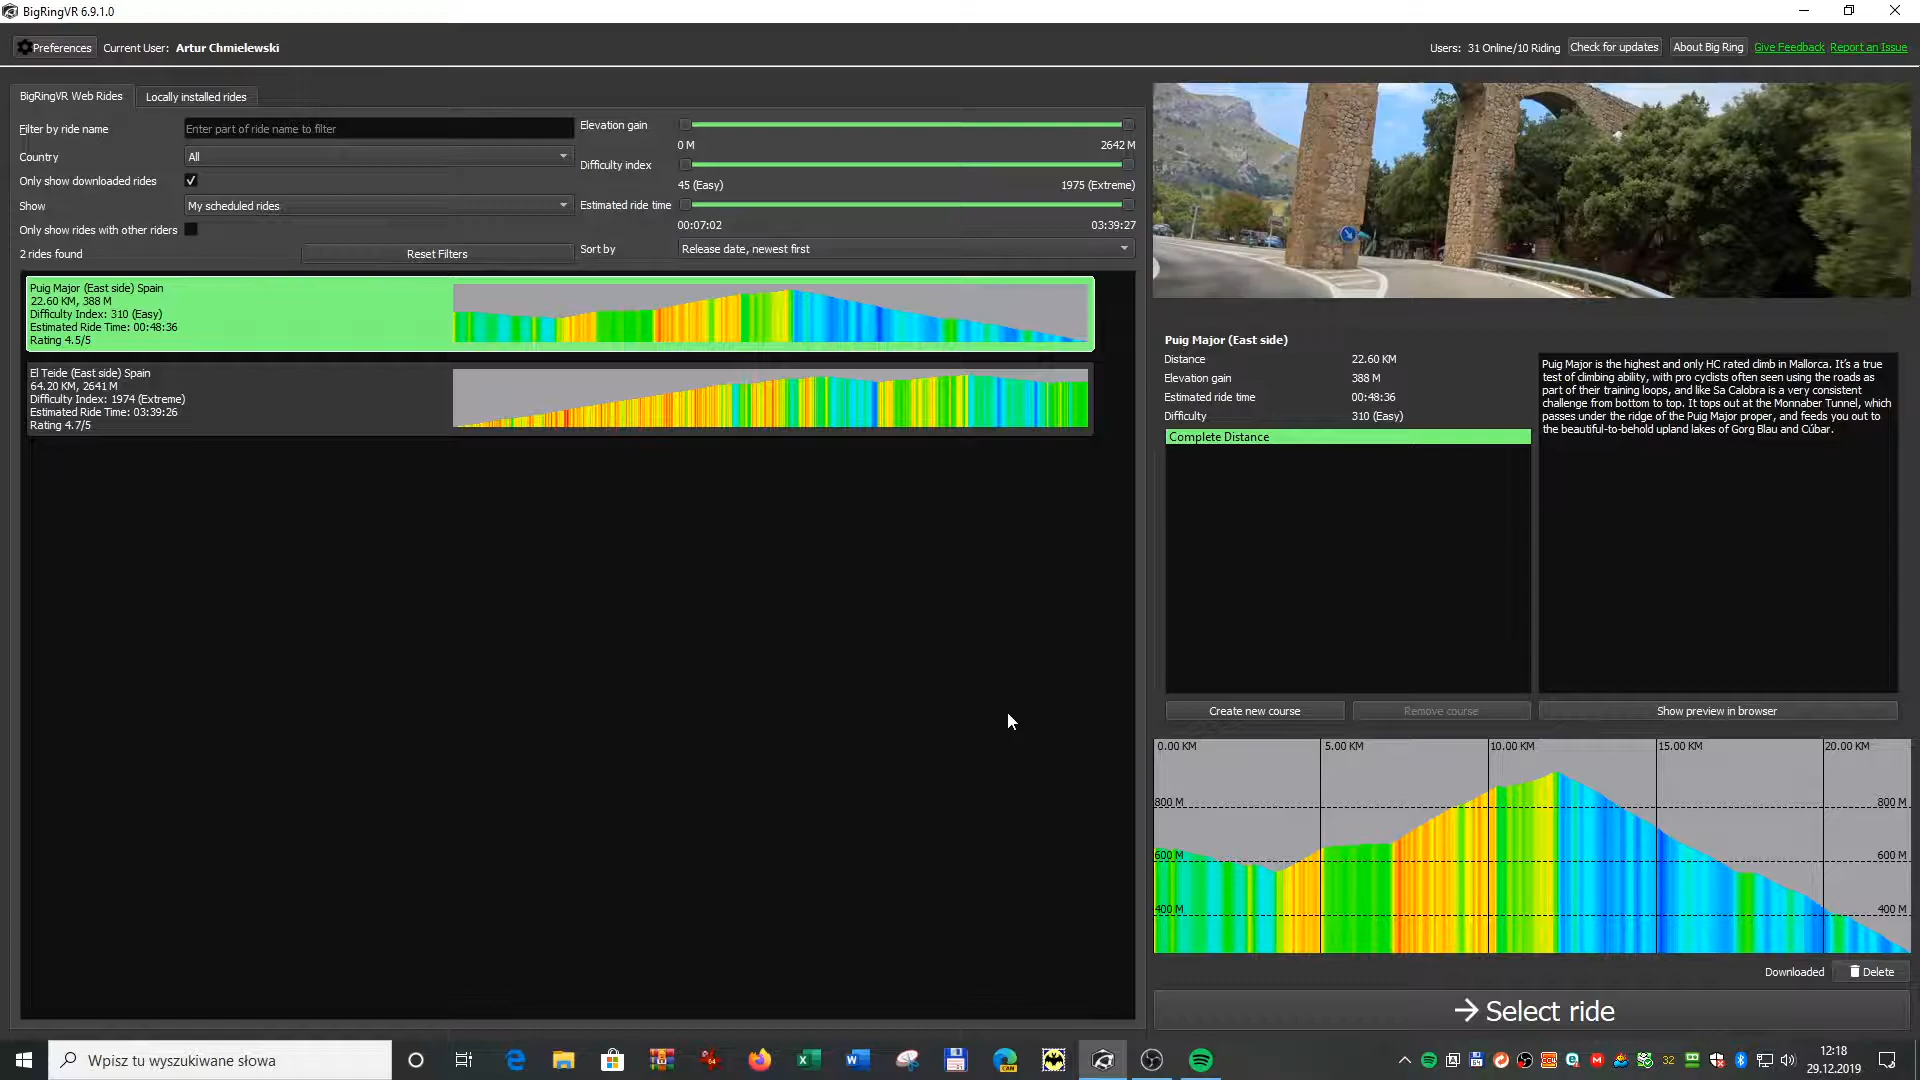 BigRingVR 6.9.1.0
Preferences Current User: Artur Chmielewski
Users: 31 Online/10 Riding Check for updates About Big Ring Give Feedback Report an Issue
BigRingVR Web Rides Locally installed rides
Filter by ride name Enter part of ride name to filter
Country All
Only show downloaded rides
Show My scheduled rides
Only show rides with other riders
2 rides found Reset Filters
Elevation gain
0 M 2642 M
Difficulty index
45 (Easy) 1975 (Extreme)
Estimated ride time
00:07:02 03:39:27
Sort by Release date, newest first
Puig Major (East side) Spain
22.60 KM, 388 M
Difficulty Index: 310 (Easy)
Estimated Ride Time: 00:48:36
Rating 4.5/5
El Teide (East side) Spain
64.20 KM, 2641 M
Difficulty Index: 1974 (Extreme)
Estimated Ride Time: 03:39:26
Rating 4.7/5
Puig Major (East side)
Distance 22.60 KM
Elevation gain 388 M
Estimated ride time 00:48:36
Difficulty 310 (Easy)
Complete Distance
Puig Major is the highest and only HC rated climb in Mallorca. It's a true
test of climbing ability, with pro cyclists often seen using the roads as
part of their training loops, and like Sa Calobra is a very consistent
challenge from bottom to top. It tops out at the Monnaber Tunnel, which
passes under the ridge of the Puig Major proper, and feeds you out to
the beautiful-to-behold upland lakes of Gorg Blau and Cúbar.
Create new course Remove course Show preview in browser
0.00 KM 5.00 KM 10.00 KM 15.00 KM 20.00 KM
800 M 800 M
600 M 600 M
400 M 400 M
Downloaded Delete
Select ride
Wpisz tu wyszukiwane słowa
32
12:18
29.12.2019